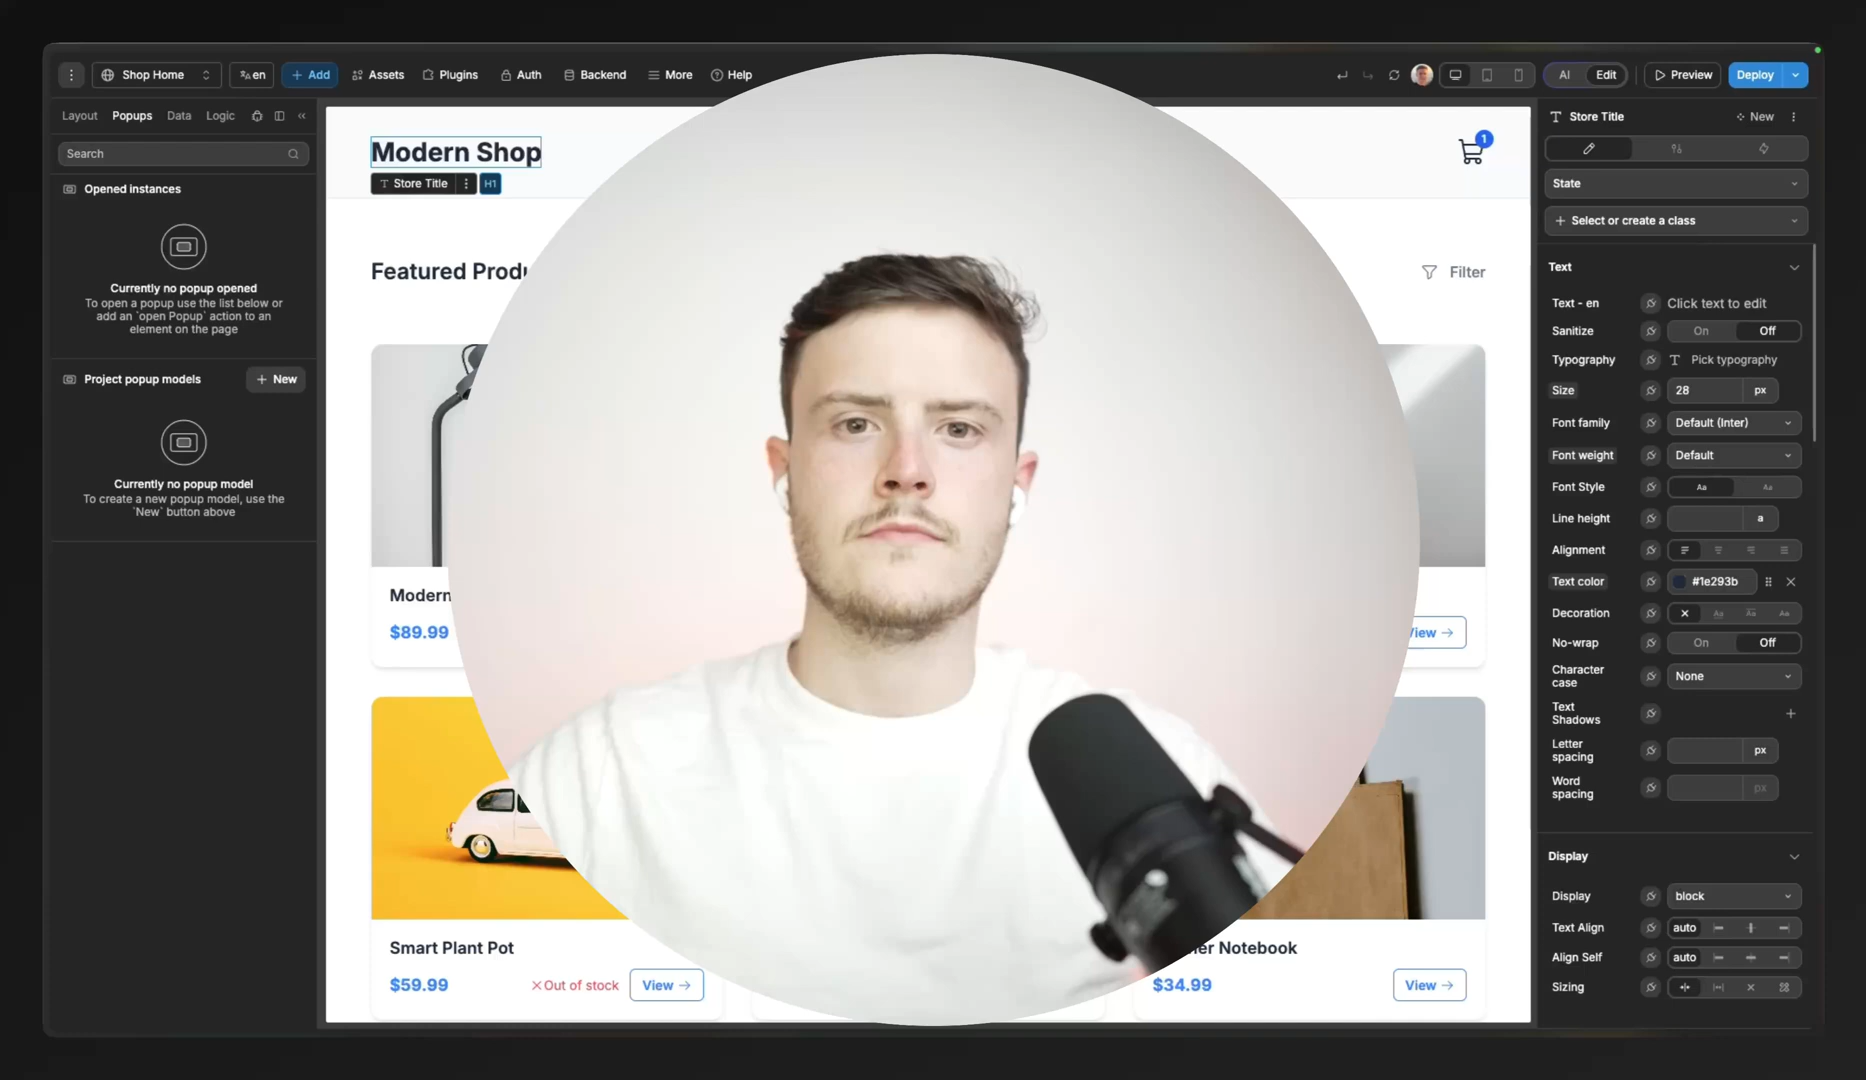 Shop Home
en
+ Add
Assets
Plugins
Auth
Backend
More
Help
AI
Edit
Preview
Deploy
Layout
Popups
Data
Logic
Search
Opened instances
Currently no popup opened
To open a popup use the list below or
add an `open Popup` action to an
element on the page
Project popup models
+ New
Currently no popup model
To create a new popup model, use the
`New` button above
Modern Shop
Store Title
H1
1
Featured
Filter
Modern
$89.99
View →
Smart Plant Pot
$59.99
Out of stock
View →
Notebook
$34.99
View →
Store Title
New
State
+ Select or create a class
Text
Text - en
Click text to edit
Sanitize
On
Off
Typography
Pick typography
Size
28
px
Font family
Default (Inter)
Font weight
Default
Font Style
Aa
Aa
Line height
a
Alignment
Text color
#1e293b
Decoration
Aa
Aa
Aa
No-wrap
On
Off
Character
case
None
Text
Shadows
Letter
spacing
px
Word
spacing
px
Display
Display
block
Text Align
auto
Align Self
auto
Sizing